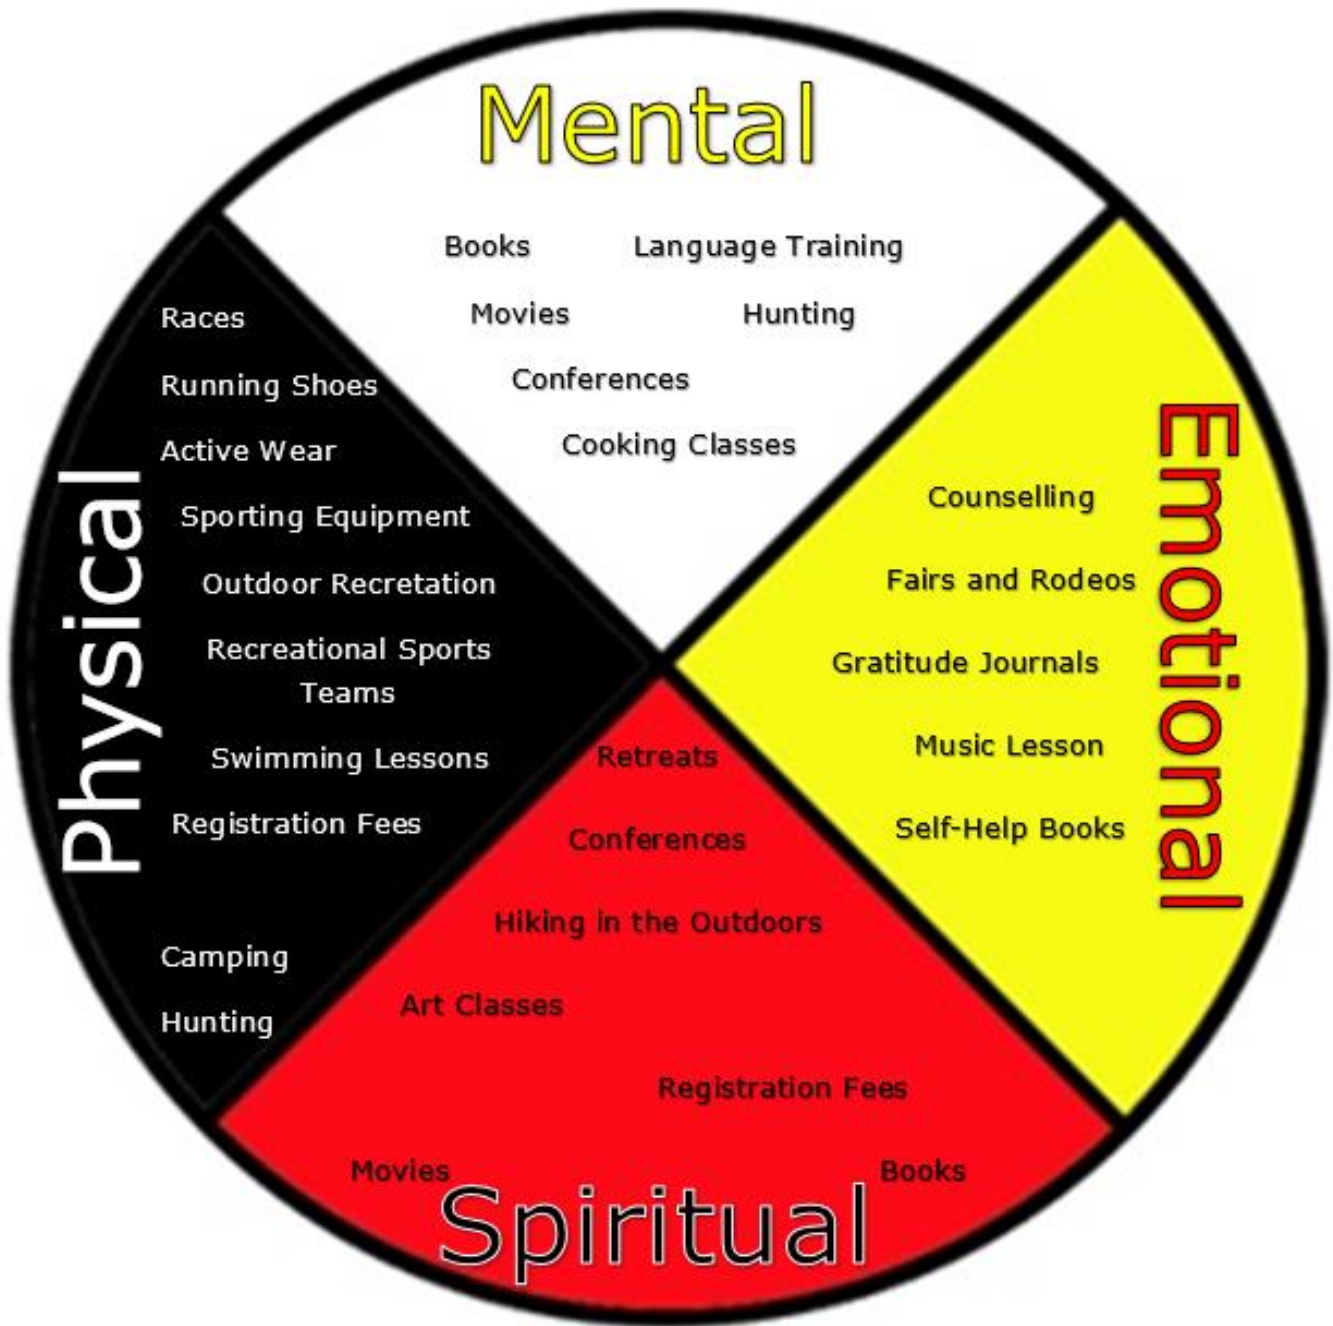 Mental
Books Language Training
Movies Hunting
Conferences
Cooking Classes
Physical
Races
Running Shoes
Active Wear
Sporting Equipment
Outdoor Recretation
Recreational Sports
Teams
Swimming Lessons
Registration Fees
Camping
Hunting
Emotional
Counselling
Fairs and Rodeos
Gratitude Journals
Music Lesson
Self-Help Books
Retreats
Conferences
Hiking in the Outdoors
Art Classes
Registration Fees
Movies Books
Spiritual